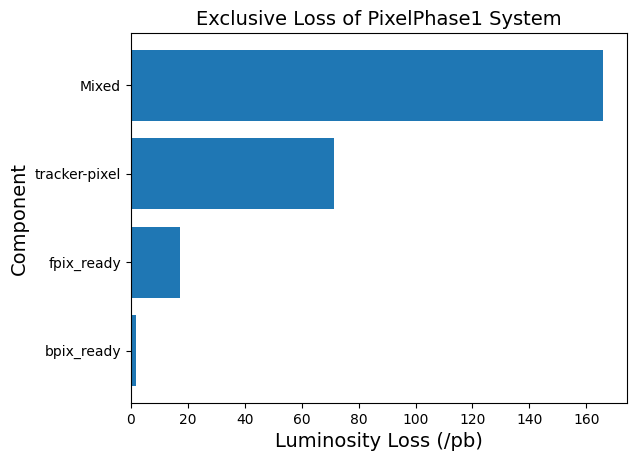 Exclusive Loss of PixelPhase1 System
Component
Mixed
tracker-pixel
fpix_ready
bpix_ready
0 20 40 60 80 100 120 140 160
Luminosity Loss (/pb)